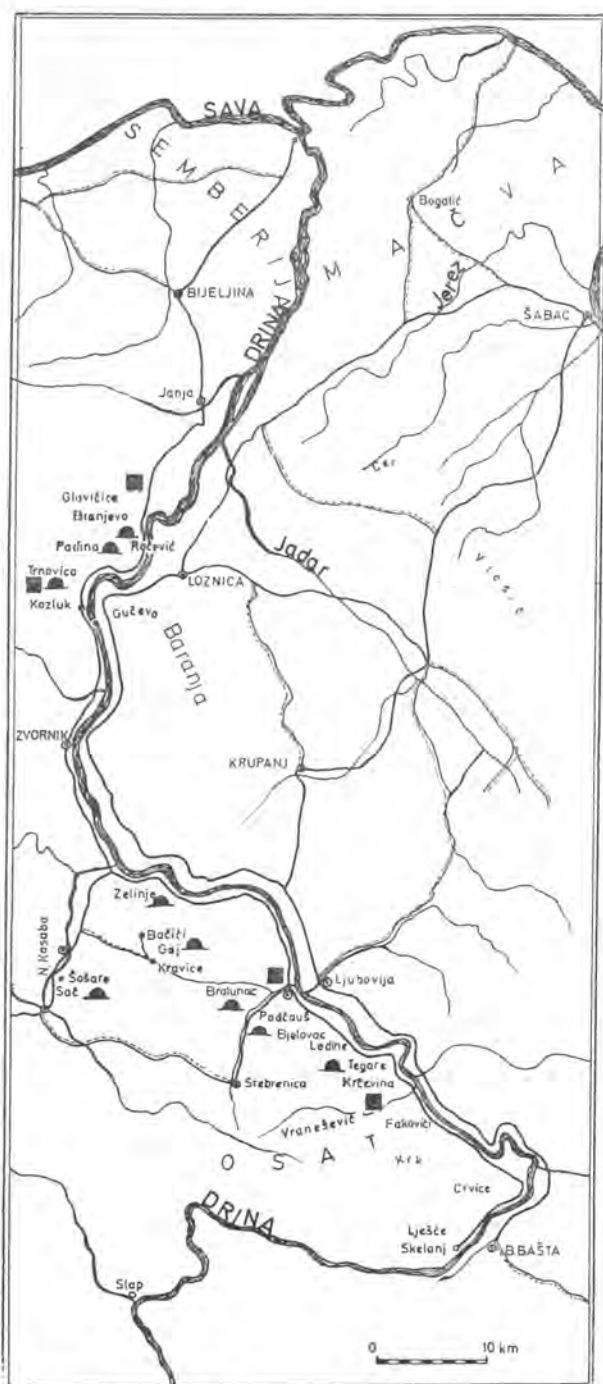 SAVA
SEMBERIJA
MAČVA
Bogatić
Jerez
BIJELJINA
DRINA
ŠABAC
Janja
Cer
Glavičice
Branjevo
Pađina
Ročević
Jadar
Vlašić
Trnovica
LOZNICA
Kozluk
Gučevo
Baranja
ZVORNIK
KRUPANJ
Zelinje
Bačići
Gaj
Kravice
N. Kasaba
Šošare
Sač
Ljubovija
Bratunac
Podčauš
Bjelovac
Ledine
Tegare
Srebrenica
Krčevina
Vranešević
Fakovići
OSAT
Crvice
DRINA
Lješće
Skelanj
B.BAŠTA
Slap
0 10 km